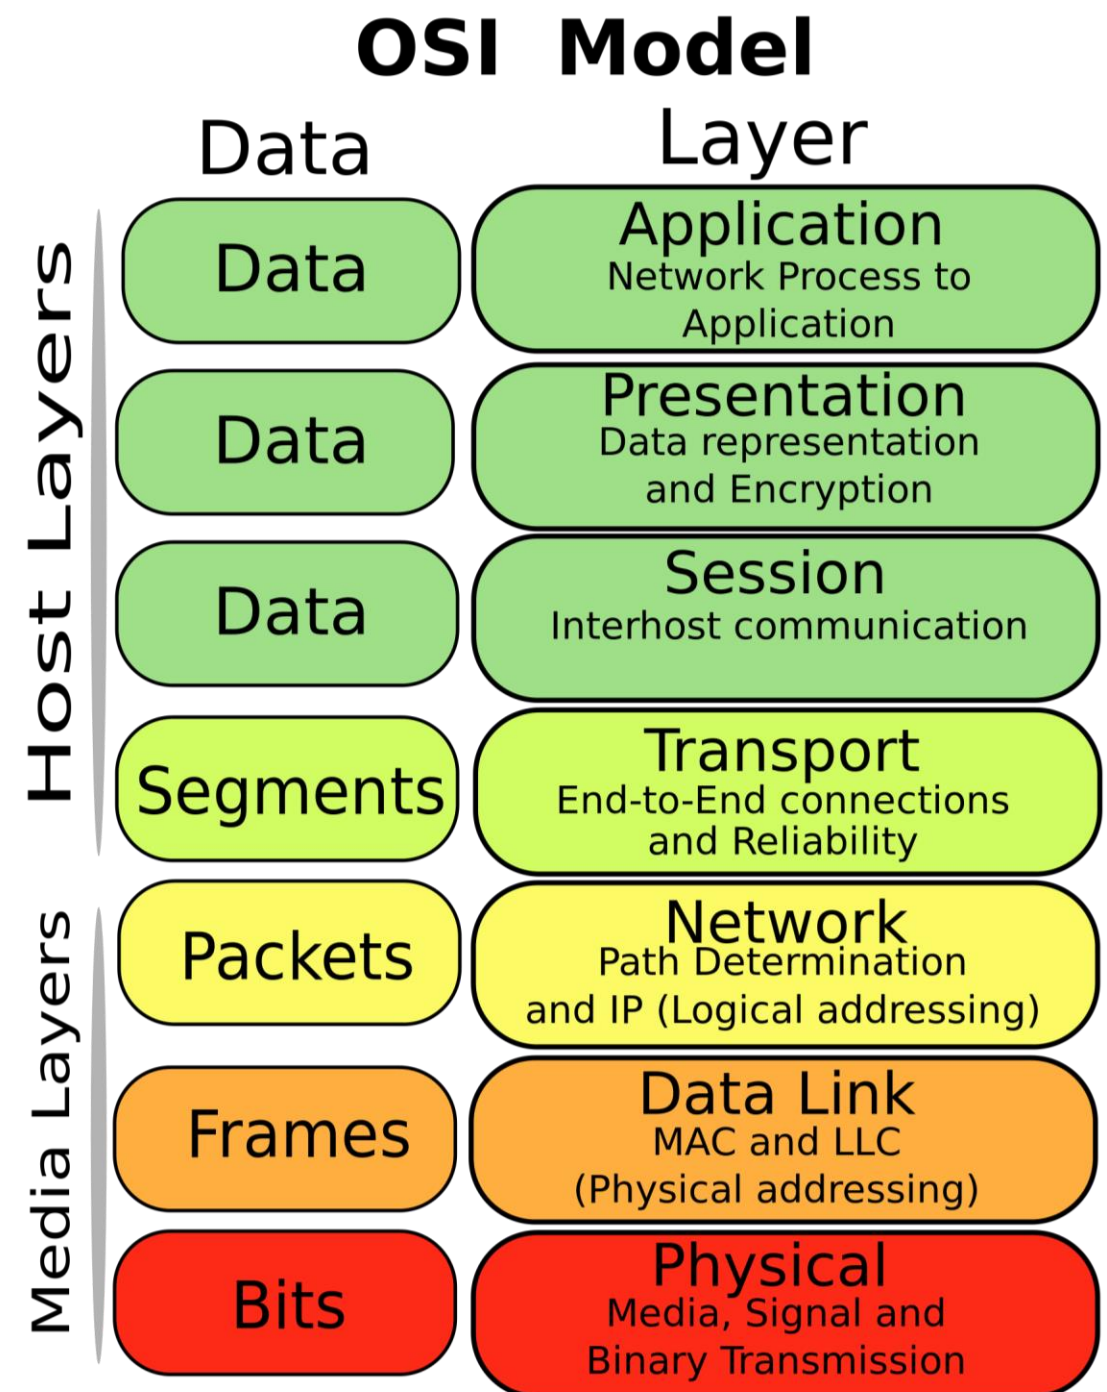 OSI Model
Data
Layer
Host Layers
Data
Application
Network Process to
Application
Data
Presentation
Data representation
and Encryption
Data
Session
Interhost communication
Segments
Transport
End-to-End connections
and Reliability
Media Layers
Packets
Network
Path Determination
and IP (Logical addressing)
Frames
Data Link
MAC and LLC
(Physical addressing)
Bits
Physical
Media, Signal and
Binary Transmission